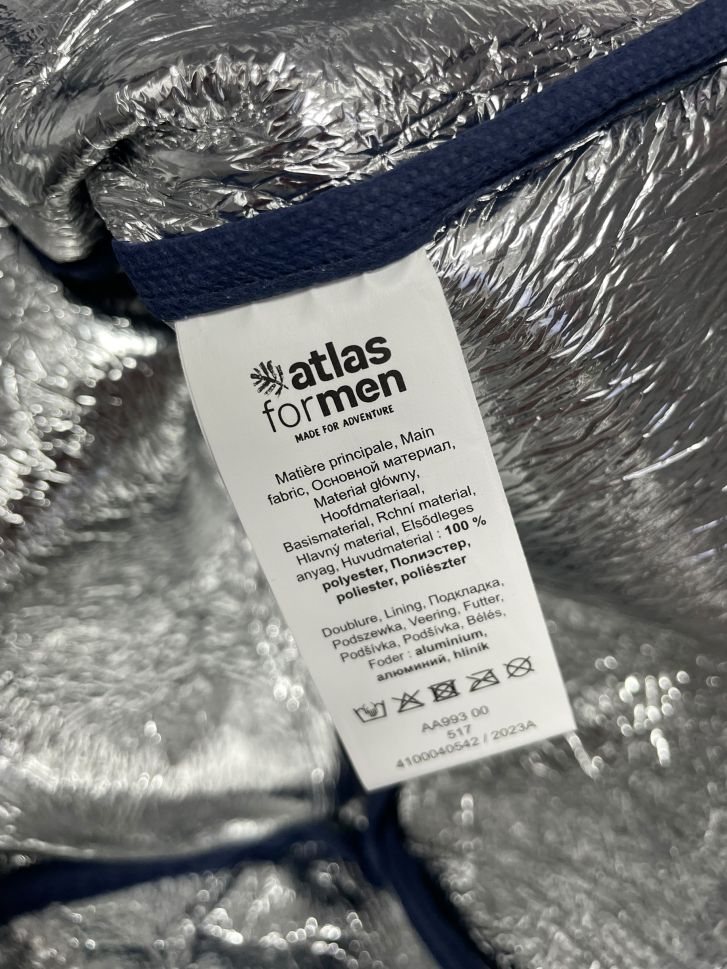 atlas
formen
MADE FOR ADVENTURE
Matière principale, Main
fabric, Основной материал,
Materiał główny,
Hoofdmateriaal,
Basismaterial, Rchní material,
Hlavný material, Elsődleges
anyag, Huvudmaterial : 100 %
polyester, Полиэстер,
poliester, poliészter
Doublure, Lining, Подкладка,
Podszewka, Veering, Futter,
Podšívka, Podšívka, Bélés,
Foder : aluminium,
алюминий, hliník
AA993 00
517
4100040542 / 2023A